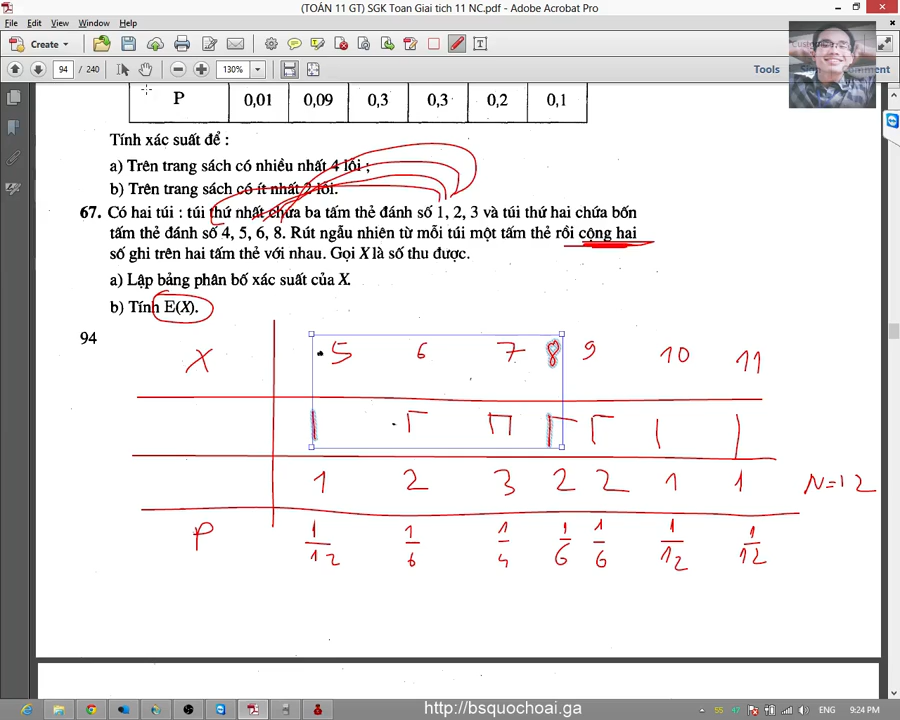 (TOÁN 11 GT) SGK Toan Giai tich 11 NC.pdf - Adobe Acrobat Pro
File Edit View Window Help
Create
94 / 240 130%
Tools Comment
P 0,01 0,09 0,3 0,3 0,2 0,1
Tính xác suất để :
a) Trên trang sách có nhiều nhất 4 lỗi ;
b) Trên trang sách có ít nhất 2 lỗi.
67. Có hai túi : túi thứ nhất chứa ba tấm thẻ đánh số 1, 2, 3 và túi thứ hai chứa bốn
tấm thẻ đánh số 4, 5, 6, 8. Rút ngẫu nhiên từ mỗi túi một tấm thẻ rồi cộng hai
số ghi trên hai tấm thẻ với nhau. Gọi X là số thu được.
a) Lập bảng phân bố xác suất của X.
b) Tính E(X).
94
X 5 6 7 8 9 10 11
1 2 3 2 2 1 1 N=12
P 1/12 1/6 1/4 1/6 1/6 1/12 1/12
http://bsquochoai.ga
ENG 9:24 PM